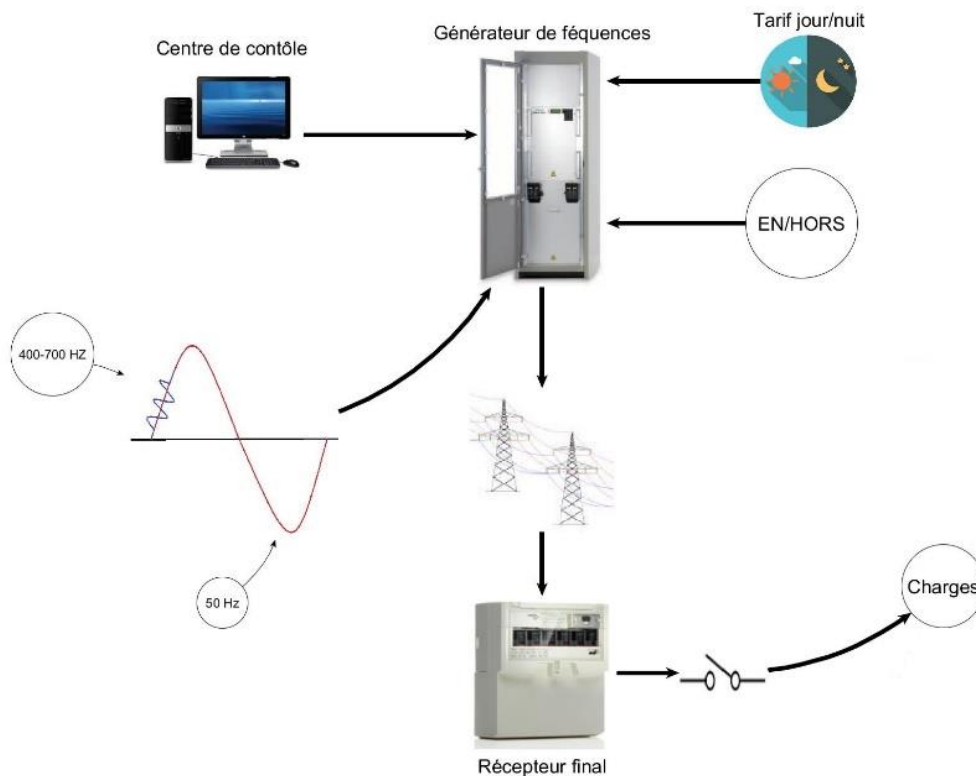 Centre de contôle
Générateur de féquences
Tarif jour/nuit
EN/HORS
400-700 HZ
50 Hz
Charges
Récepteur final